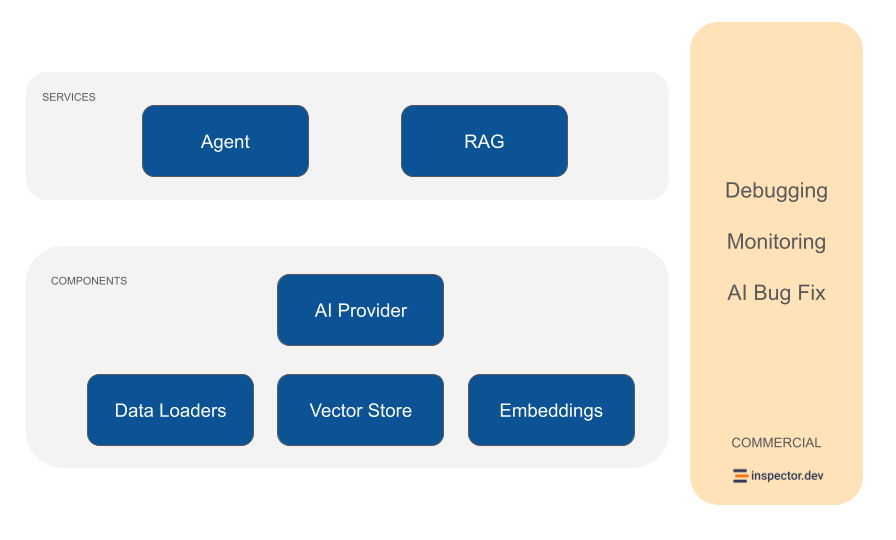 SERVICES
Agent
RAG
COMPONENTS
AI Provider
Data Loaders
Vector Store
Embeddings
Debugging
Monitoring
AI Bug Fix
COMMERCIAL
inspector.dev